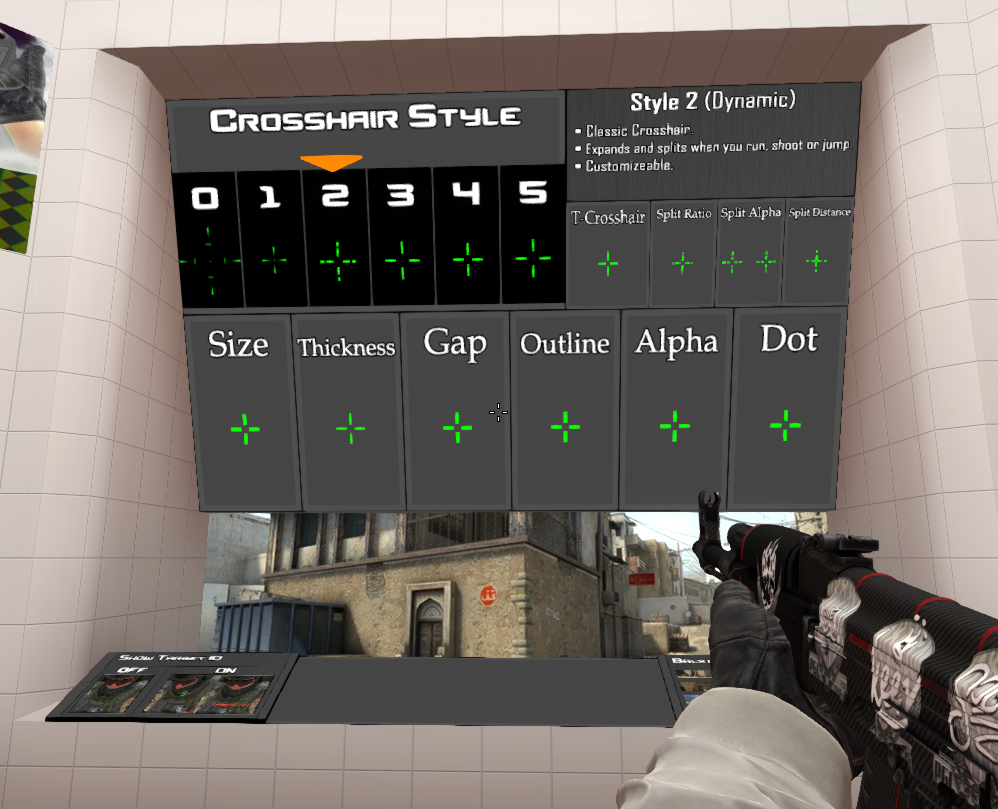 Crosshair Style
0 1 2 3 4 5
Style 2 (Dynamic)
▪ Classic Crosshair.
▪ Expands and splits when you run, shoot or jump.
▪ Customizeable.
T-Crosshair
Split Ratio
Split Alpha
Split Distance
Size
Thickness
Gap
Outline
Alpha
Dot
Show Target ID
OFF ON